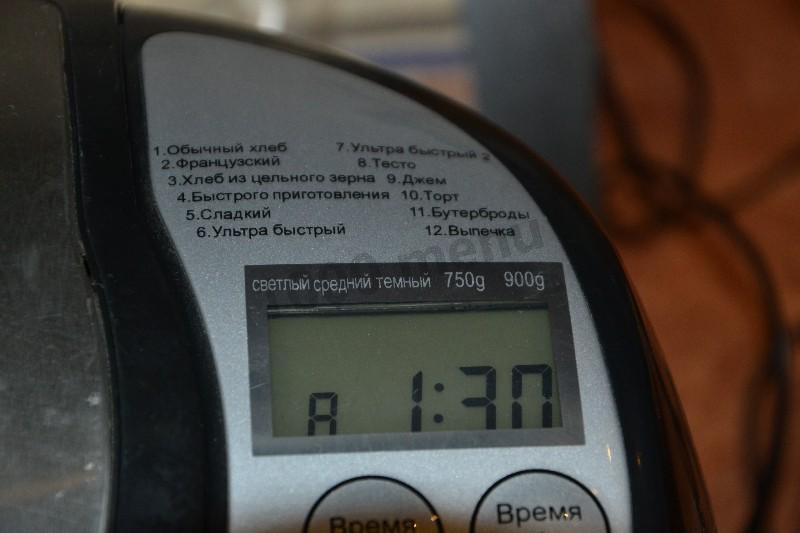 1.Обычный хлеб
2.Французский
3.Хлеб из цельного зерна
4.Быстрого приготовления
5.Сладкий
6.Ультра быстрый
7.Ультра быстрый 2
8.Тесто
9.Джем
10.Торт
11.Бутерброды
12.Выпечка
светлый средний темный 750g 900g
8 1:30
Время
Время